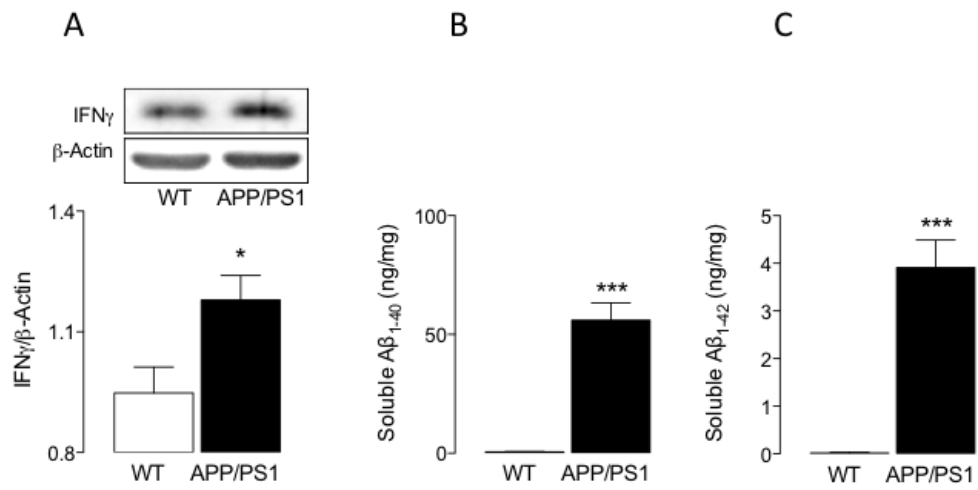 A
B
C
IFNγ
β-Actin
WT APP/PS1
1.4
1.1
0.8
IFNγ/β-Actin
*
WT APP/PS1
100
50
0
Soluble Aβ1-40 (ng/mg)
***
WT APP/PS1
5
4
3
2
1
0
Soluble Aβ1-42 (ng/mg)
***
WT APP/PS1